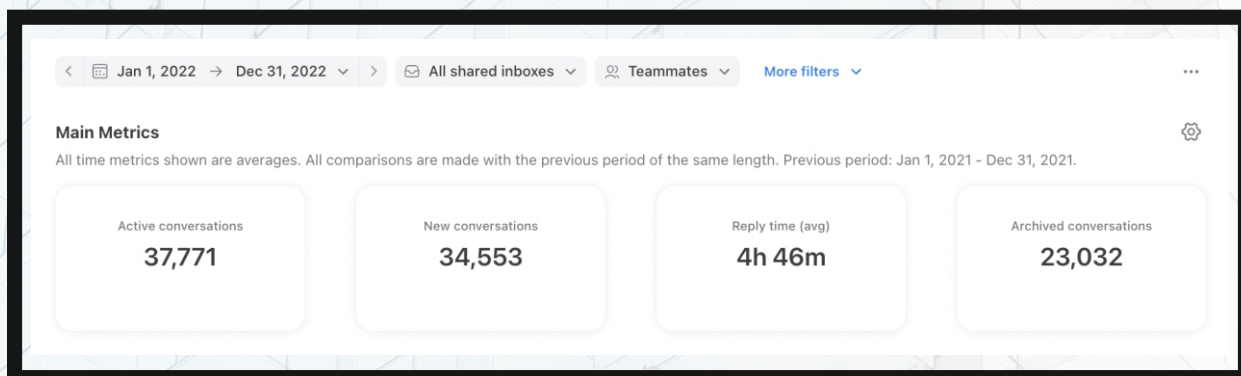 Jan 1, 2022 → Dec 31, 2022 All shared inboxes Teammates More filters ...
Main Metrics
All time metrics shown are averages. All comparisons are made with the previous period of the same length. Previous period: Jan 1, 2021 - Dec 31, 2021.
Active conversations New conversations Reply time (avg) Archived conversations
37,771 34,553 4h 46m 23,032